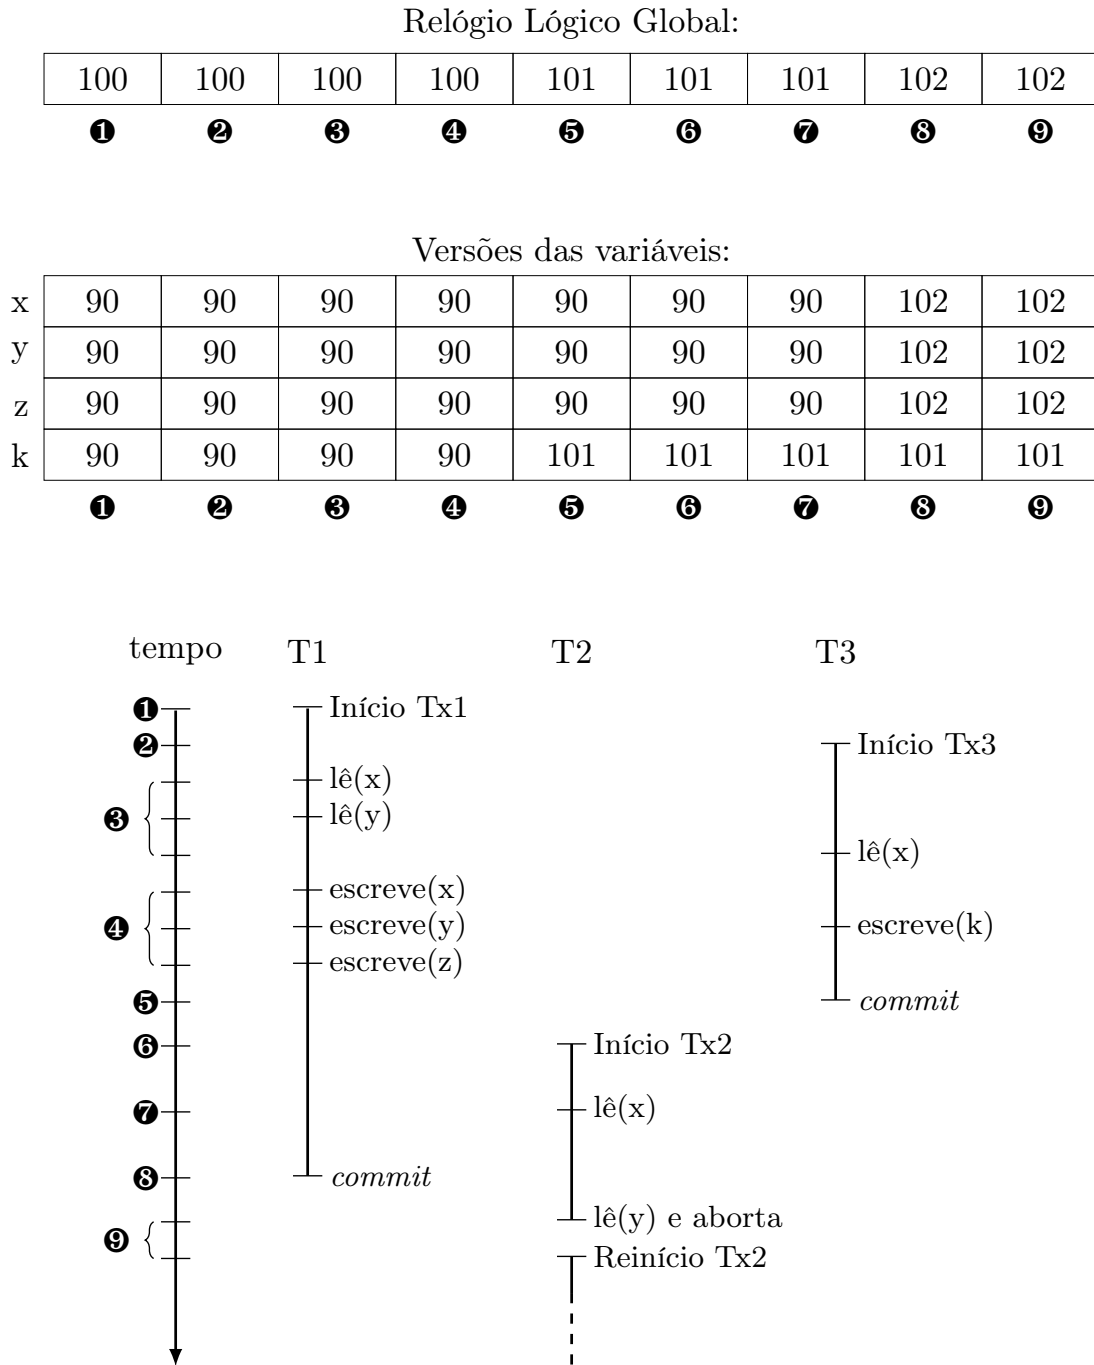 Relógio Lógico Global:
100 100 100 100 101 101 101 102 102
❶ ❷ ❸ ❹ ❺ ❻ ❼ ❽ ❾
Versões das variáveis:
x 90 90 90 90 90 90 90 102 102
y 90 90 90 90 90 90 90 102 102
z 90 90 90 90 90 90 90 102 102
k 90 90 90 90 101 101 101 101 101
❶ ❷ ❸ ❹ ❺ ❻ ❼ ❽ ❾
tempo T1 T2 T3
❶ Início Tx1
❷ Início Tx3
lê(x)
❸ lê(y)
lê(x)
escreve(x)
❹ escreve(y) escreve(k)
escreve(z)
❺ commit
❻ Início Tx2
❼ lê(x)
❽ commit
lê(y) e aborta
❾
Reinício Tx2